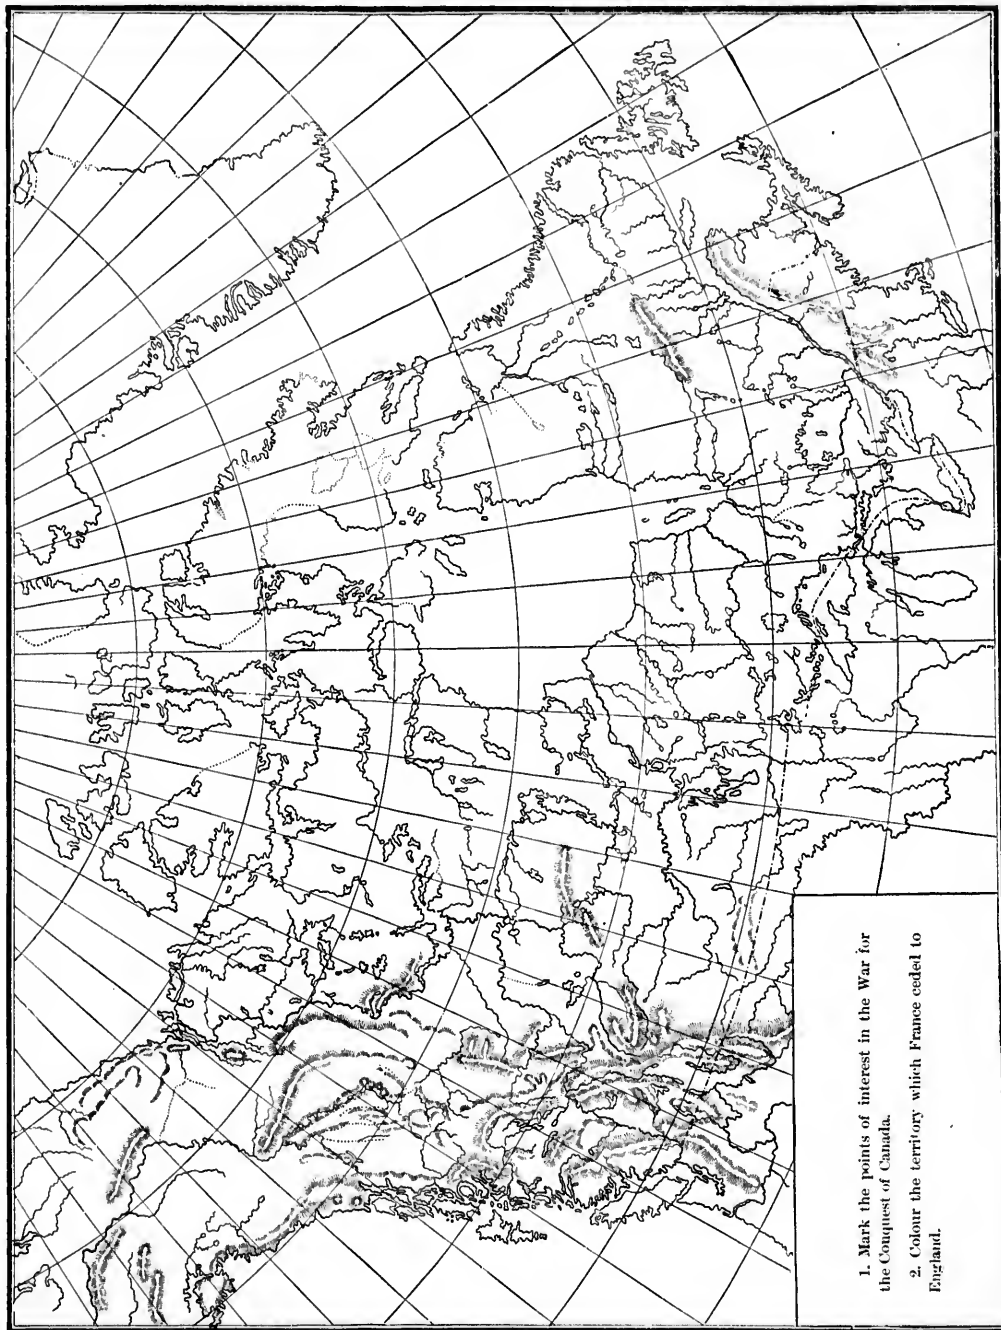 1. Mark the points of interest in the War for
the Conquest of Canada.
2. Colour the territory which France ceded to
England.